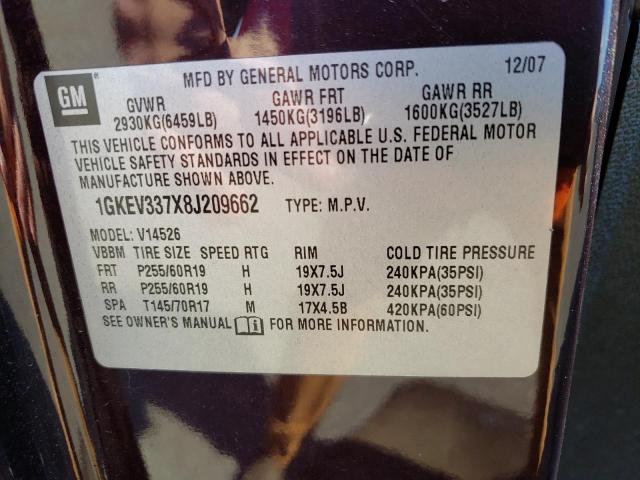 GM
MFD BY GENERAL MOTORS CORP. 12/07
GVWR GAWR FRT GAWR RR
2930KG(6459LB) 1450KG(3196LB) 1600KG(3527LB)
THIS VEHICLE CONFORMS TO ALL APPLICABLE U.S. FEDERAL MOTOR
VEHICLE SAFETY STANDARDS IN EFFECT ON THE DATE OF
MANUFACTURE SHOWN ABOVE.
1GKEV337X8J209662 TYPE: M.P.V.
MODEL: V14526
VBBM TIRE SIZE SPEED RTG RIM COLD TIRE PRESSURE
FRT P255/60R19 H 19X7.5J 240KPA(35PSI)
RR P255/60R19 H 19X7.5J 240KPA(35PSI)
SPA T145/70R17 M 17X4.5B 420KPA(60PSI)
SEE OWNER'S MANUAL FOR MORE INFORMATION.